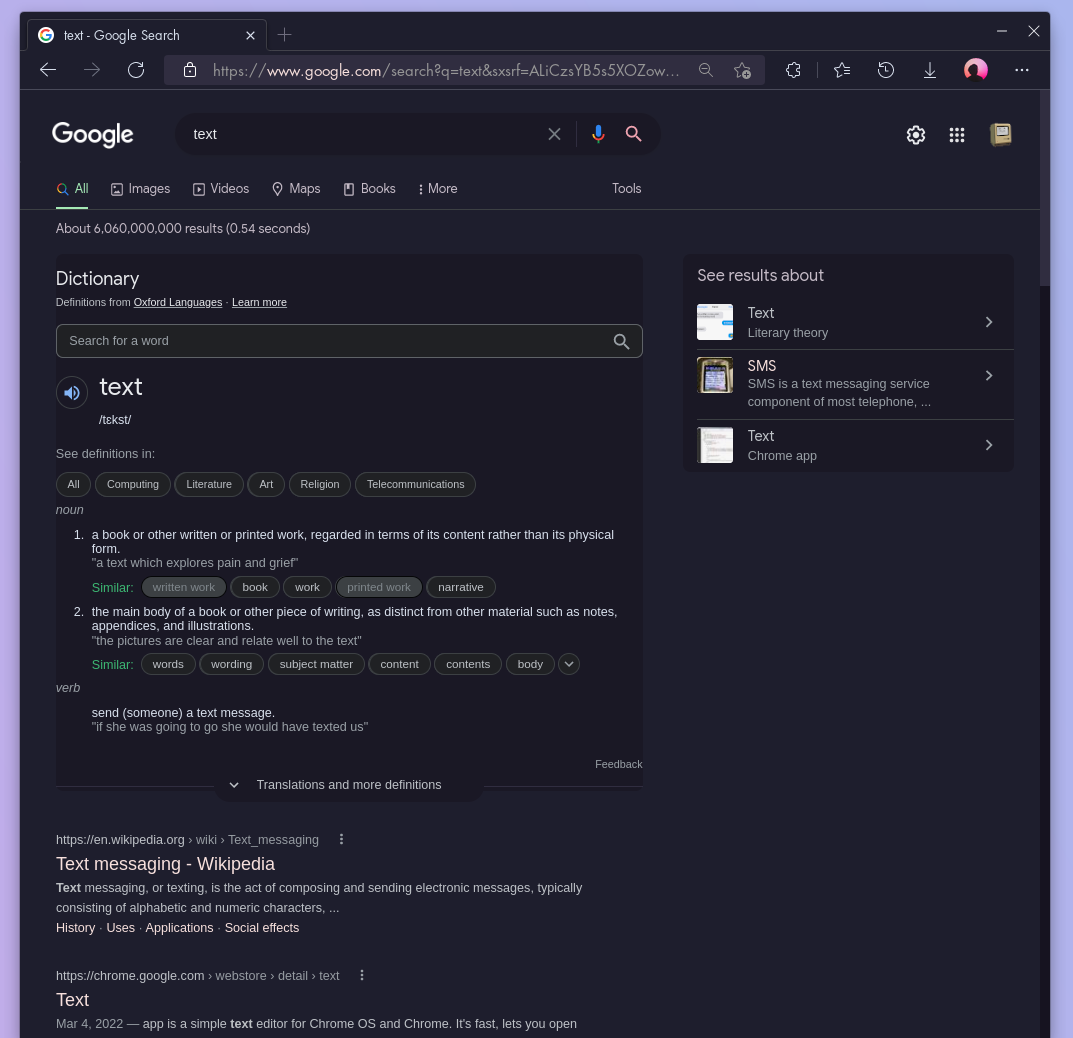 text - Google Search
https://www.google.com/search?q=text&sxsrf=ALiCzsYB5s5XOZow...
Google
text
All Images Videos Maps Books More Tools
About 6,060,000,000 results (0.54 seconds)
Dictionary
Definitions from Oxford Languages · Learn more
Search for a word
text
/tɛkst/
See definitions in:
All Computing Literature Art Religion Telecommunications
noun
1. a book or other written or printed work, regarded in terms of its content rather than its physical
form.
"a text which explores pain and grief"
Similar: written work book work printed work narrative
2. the main body of a book or other piece of writing, as distinct from other material such as notes,
appendices, and illustrations.
"the pictures are clear and relate well to the text"
Similar: words wording subject matter content contents body
verb
send (someone) a text message.
"if she was going to go she would have texted us"
Feedback
Translations and more definitions
See results about
Text
Literary theory
SMS
SMS is a text messaging service
component of most telephone, ...
Text
Chrome app
https://en.wikipedia.org › wiki › Text_messaging
Text messaging - Wikipedia
Text messaging, or texting, is the act of composing and sending electronic messages, typically
consisting of alphabetic and numeric characters, ...
History · Uses · Applications · Social effects
https://chrome.google.com › webstore › detail › text
Text
Mar 4, 2022 — app is a simple text editor for Chrome OS and Chrome. It's fast, lets you open